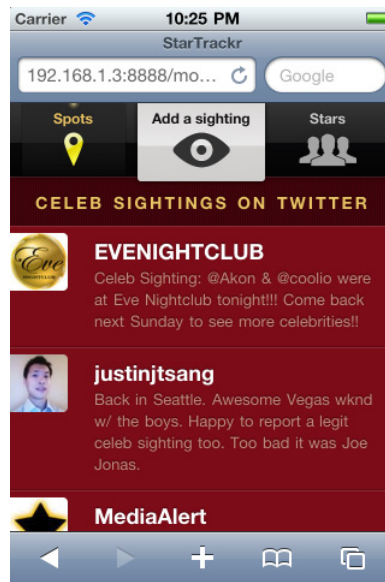 Carrier 10:25 PM
StarTrackr
192.168.1.3:8888/mo... Google
Spots Add a sighting Stars
CELEB SIGHTINGS ON TWITTER
Eve
EVENIGHTCLUB
Celeb Sighting: @Akon & @coolio were
at Eve Nightclub tonight!!! Come back
next Sunday to see more celebrities!!
justinjtsang
Back in Seattle. Awesome Vegas wknd
w/ the boys. Happy to report a legit
celeb sighting too. Too bad it was Joe
Jonas.
MediaAlert